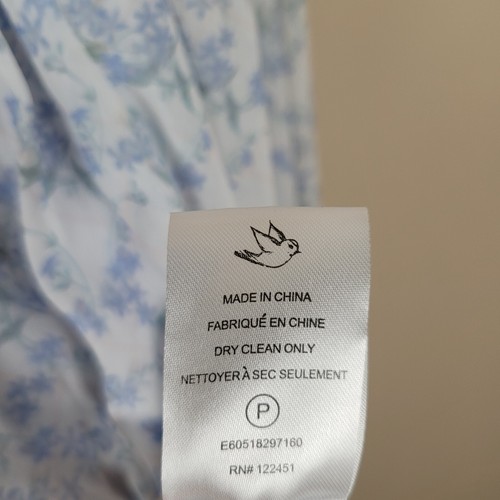 MADE IN CHINA
FABRIQUÉ EN CHINE
DRY CLEAN ONLY
NETTOYER À SEC SEULEMENT
P
E60518297160
RN# 122451